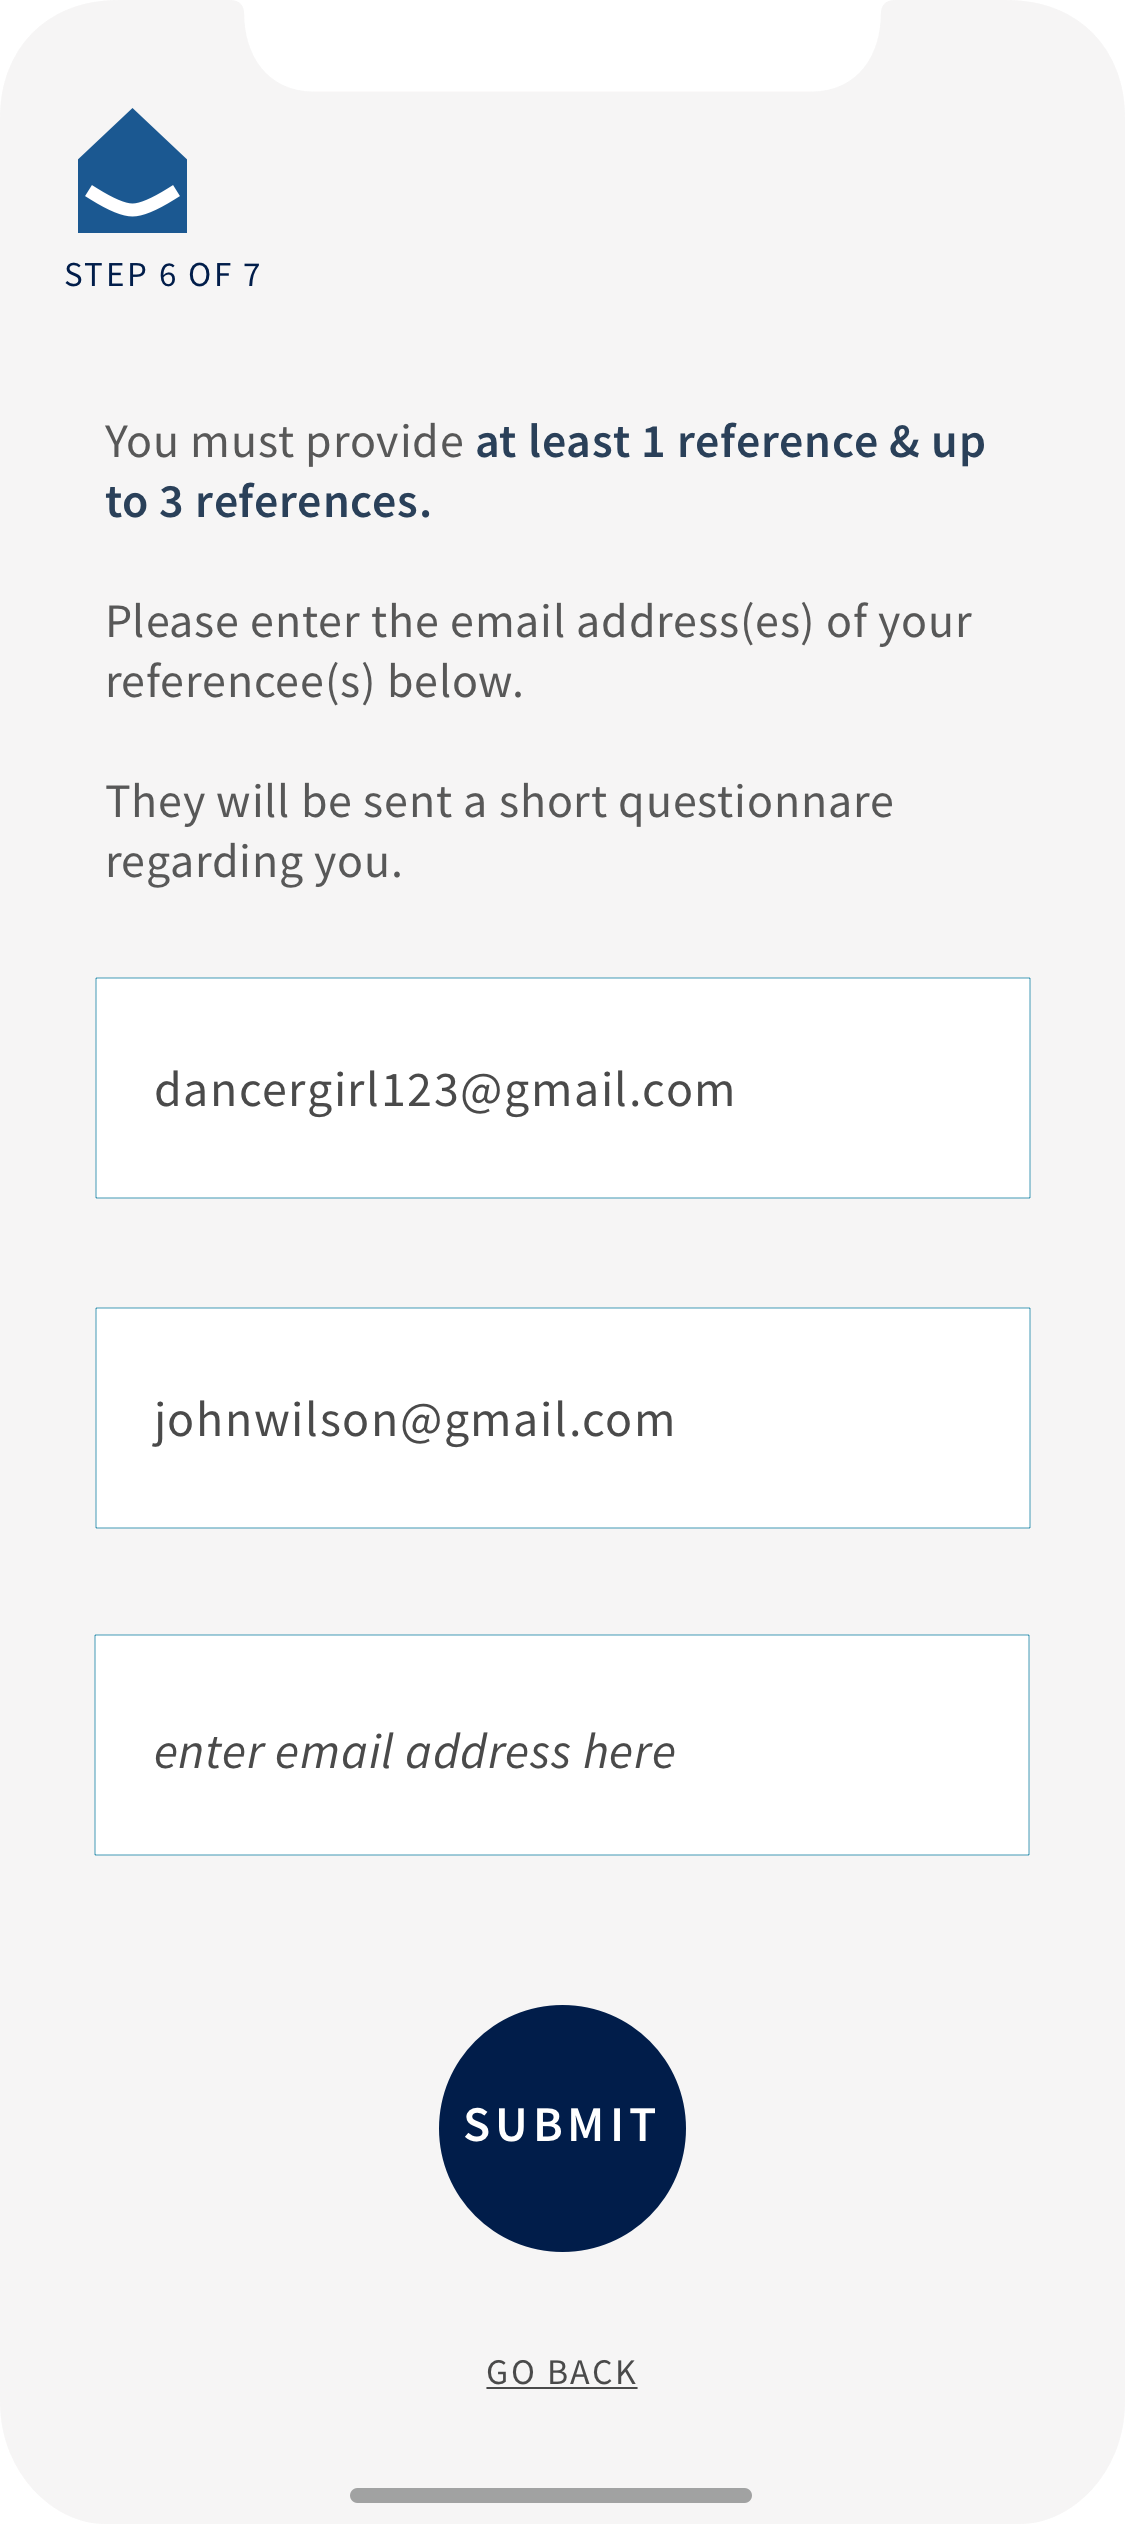 STEP 6 OF 7
You must provide at least 1 reference & up
to 3 references.
Please enter the email address(es) of your
referencee(s) below.
They will be sent a short questionnare
regarding you.
dancergirl123@gmail.com
johnwilson@gmail.com
enter email address here
SUBMIT
GO BACK